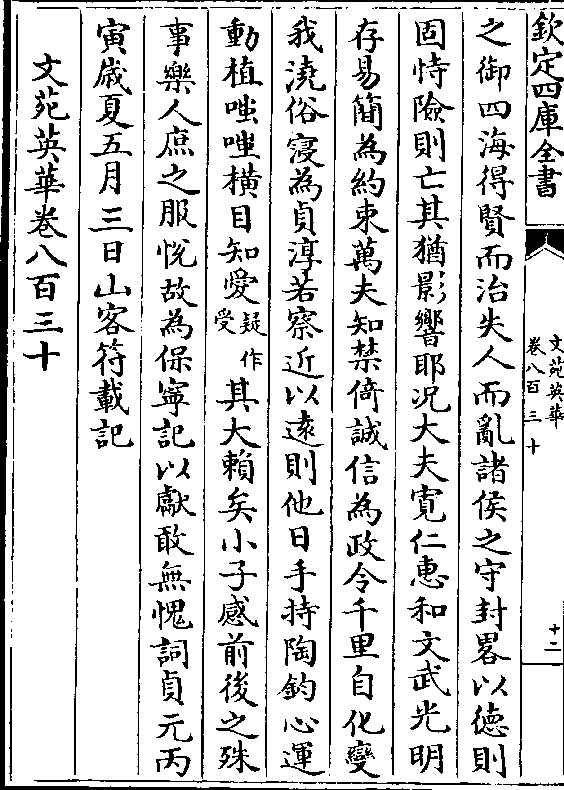 欽定四庫全書
文苑英華
卷八百三十
十二
之御四海得賢而治失人而亂諸侯之守封畧以徳則
固恃險則亡其猶影響耶况大夫寛仁惠和文武光明
存易簡為約束萬夫知禁倚誠信為政令千里自化變
我澆俗寖為貞淳若察近以逺則他日手持陶鈞心運
動植嗤嘊横目知愛疑作受其大賴矣小子感前後之殊
事樂人庶之服悦故為保寧記以獻敢無愧詞貞元丙
寅嵗夏五月三日山客符載記
文苑英華卷八百三十